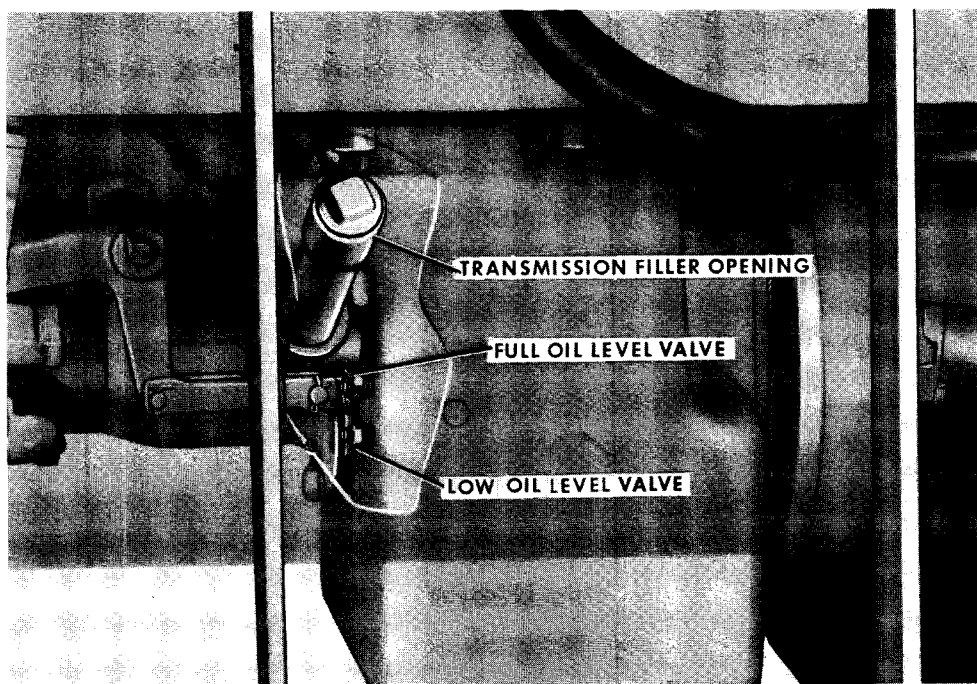 TRANSMISSION FILLER OPENING
FULL OIL LEVEL VALVE
LOW OIL LEVEL VALVE